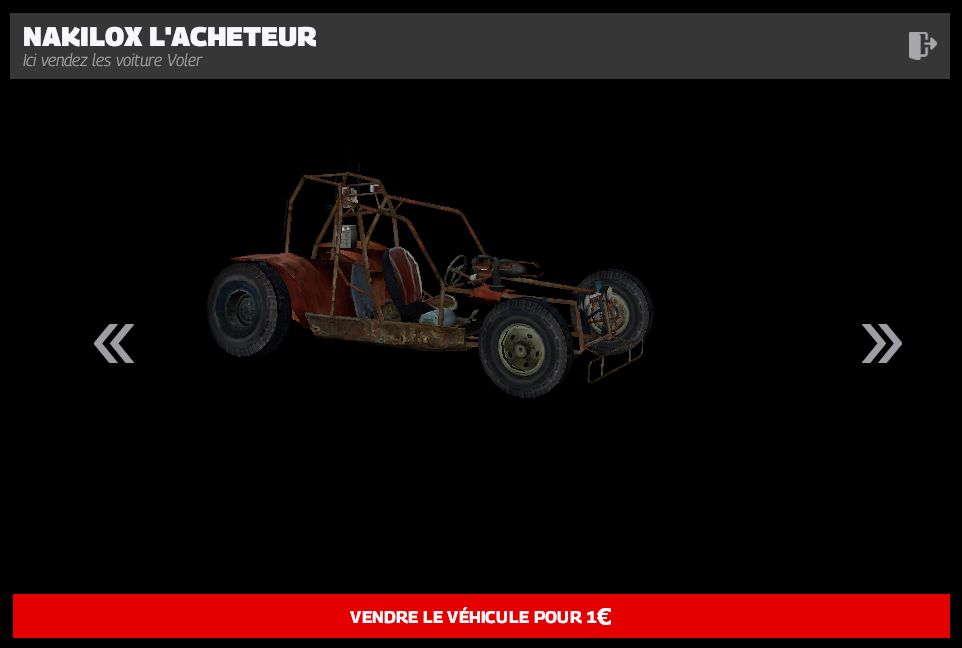 NAKILOX L'ACHETEUR
Ici vendez les voiture Voler
VENDRE LE VÉHICULE POUR 1€